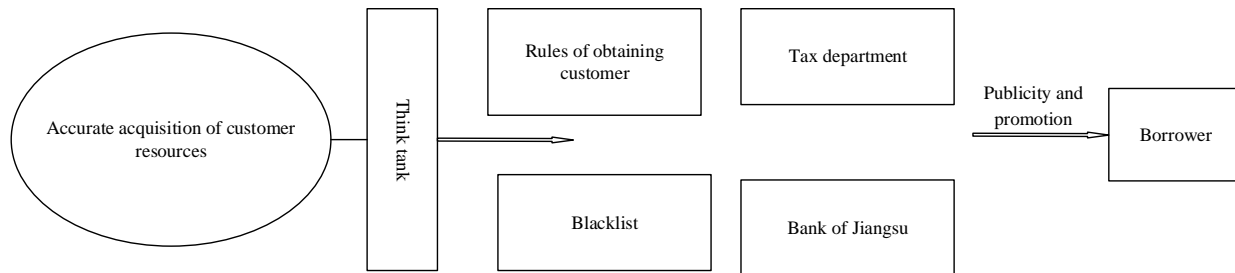 Accurate acquisition of customer
resources
Think tank
Rules of obtaining
customer
Tax department
Blacklist
Bank of Jiangsu
Publicity and
promotion
Borrower